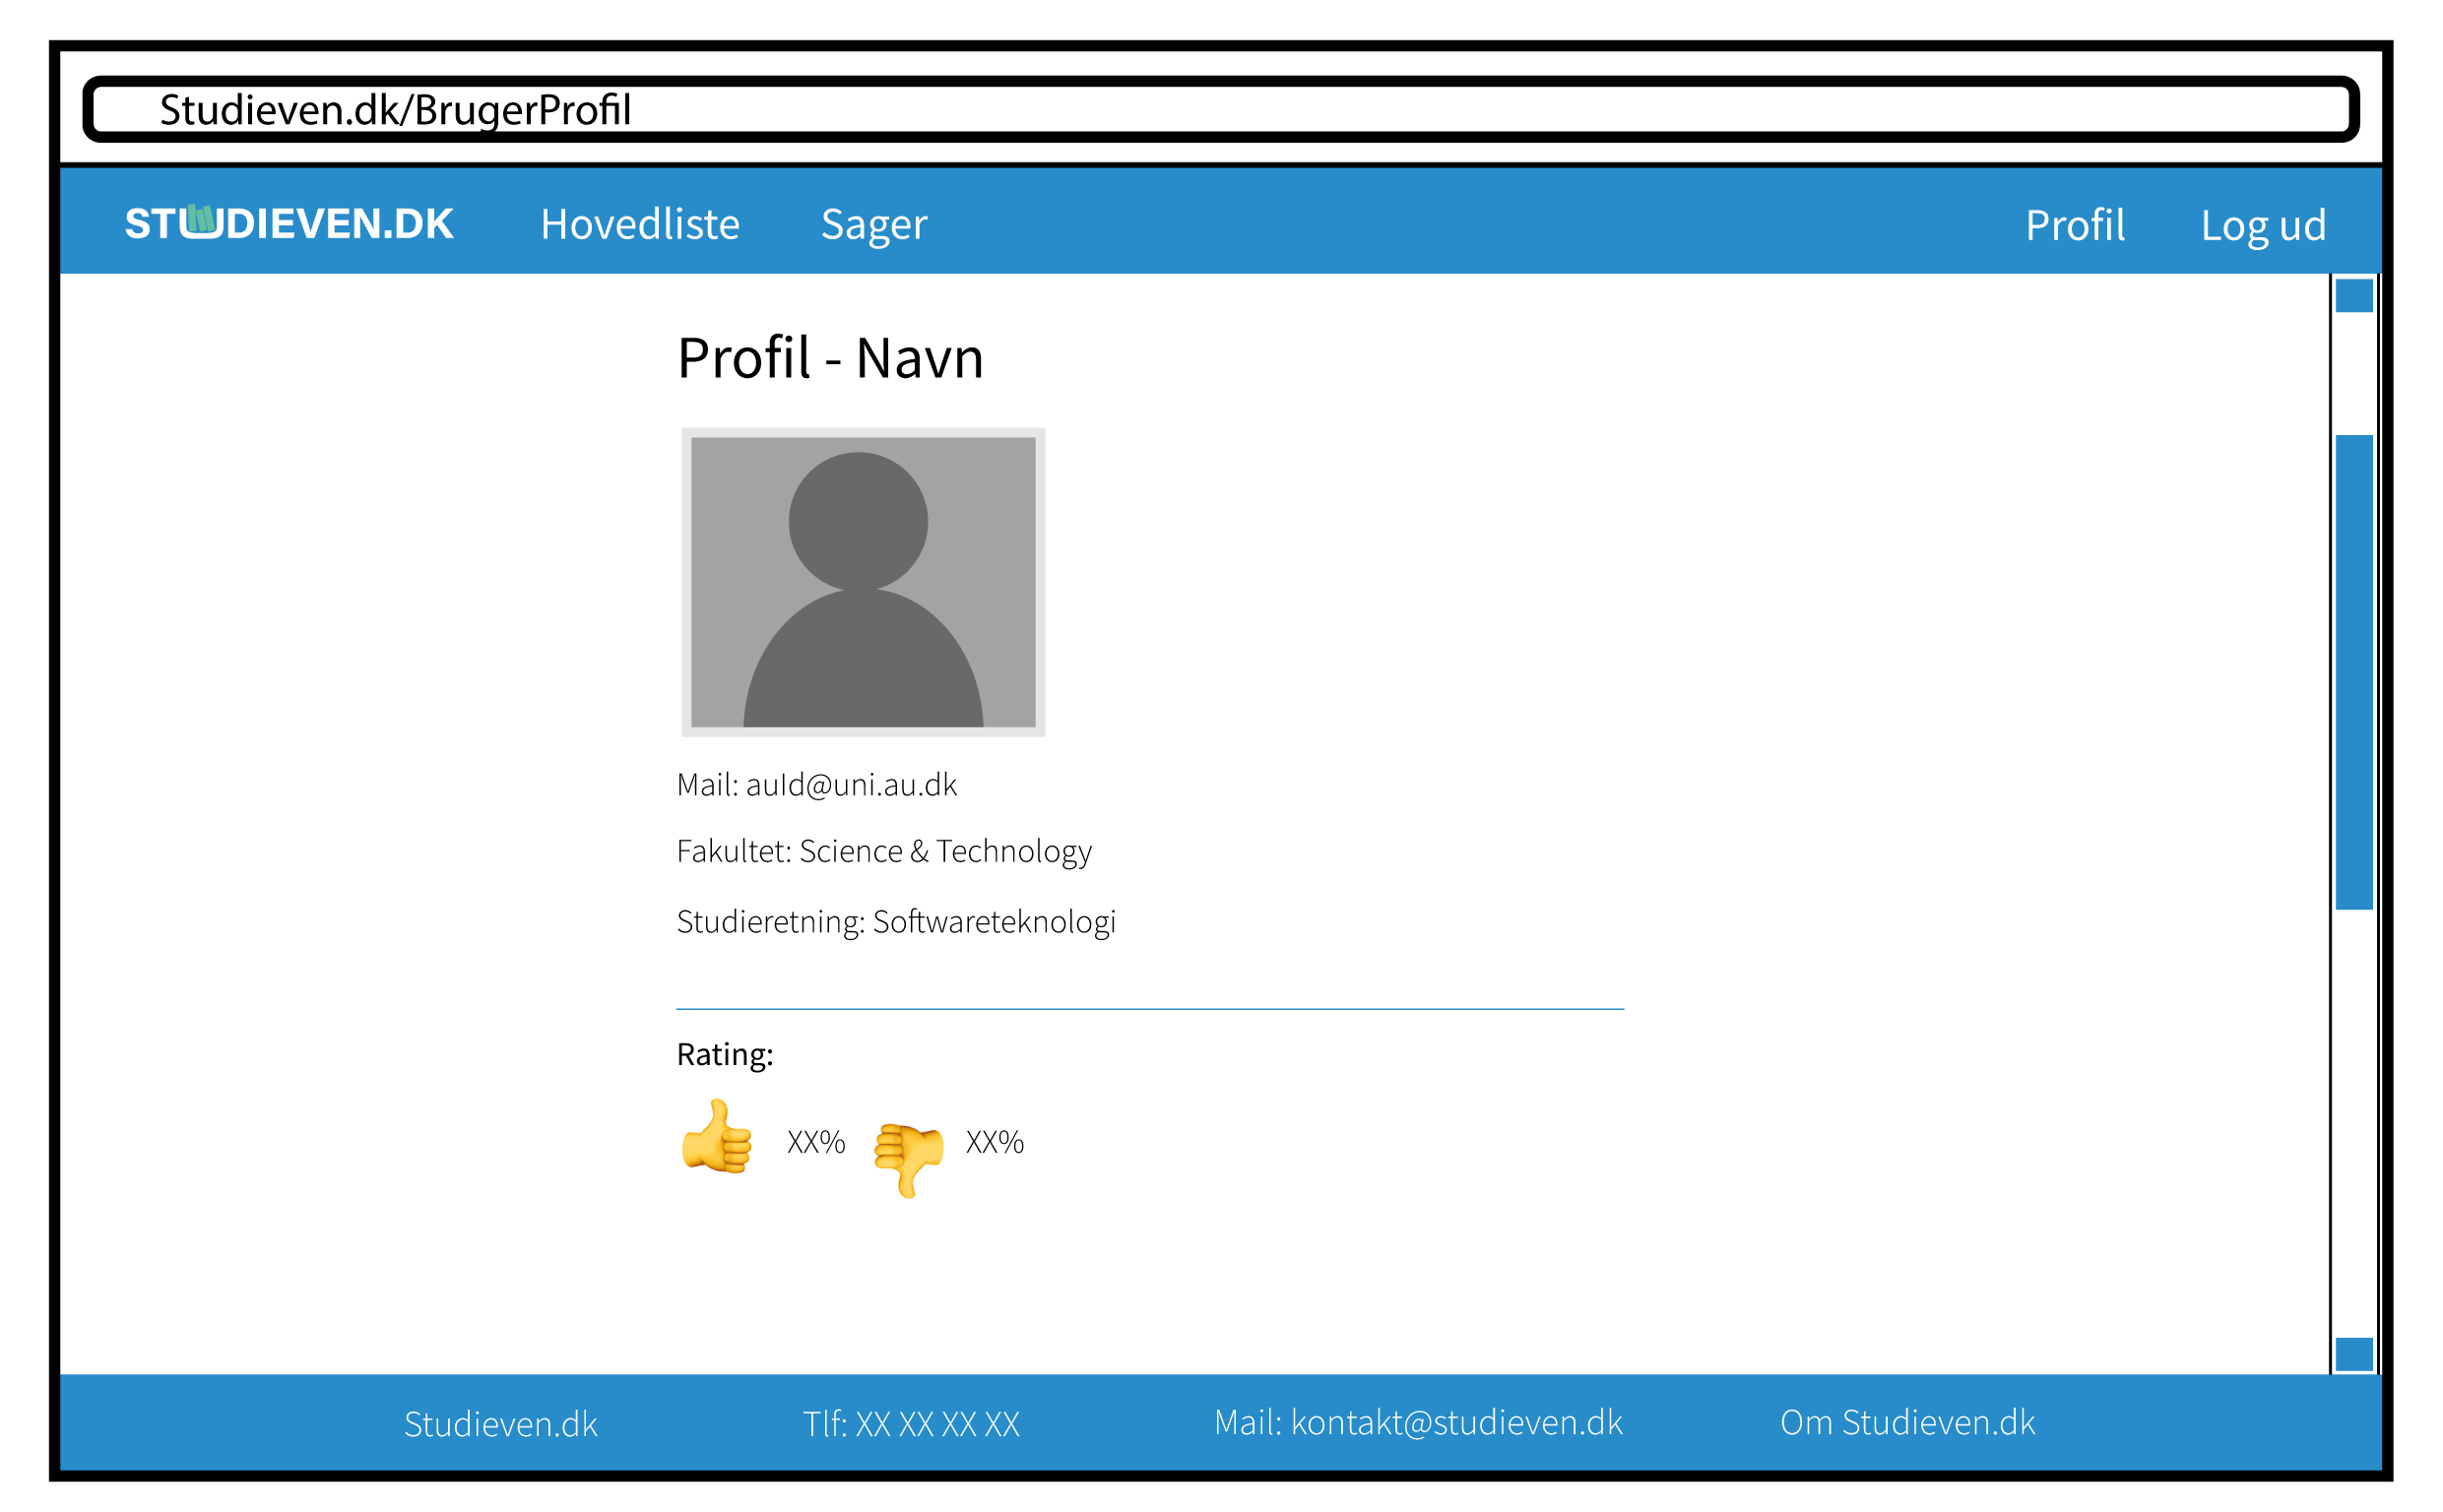 Studieven.dk/BrugerProfil
STUDIEVEN.DK Hovedliste Sager Profil Log ud
Profil - Navn
Mail: auId@uni.au.dk
Fakultet: Science & Technology
Studieretning: Softwareteknologi
Rating:
XX% XX%
Studieven.dk Tlf: XX XX XX XX Mail: kontakt@studieven.dk Om Studieven.dk